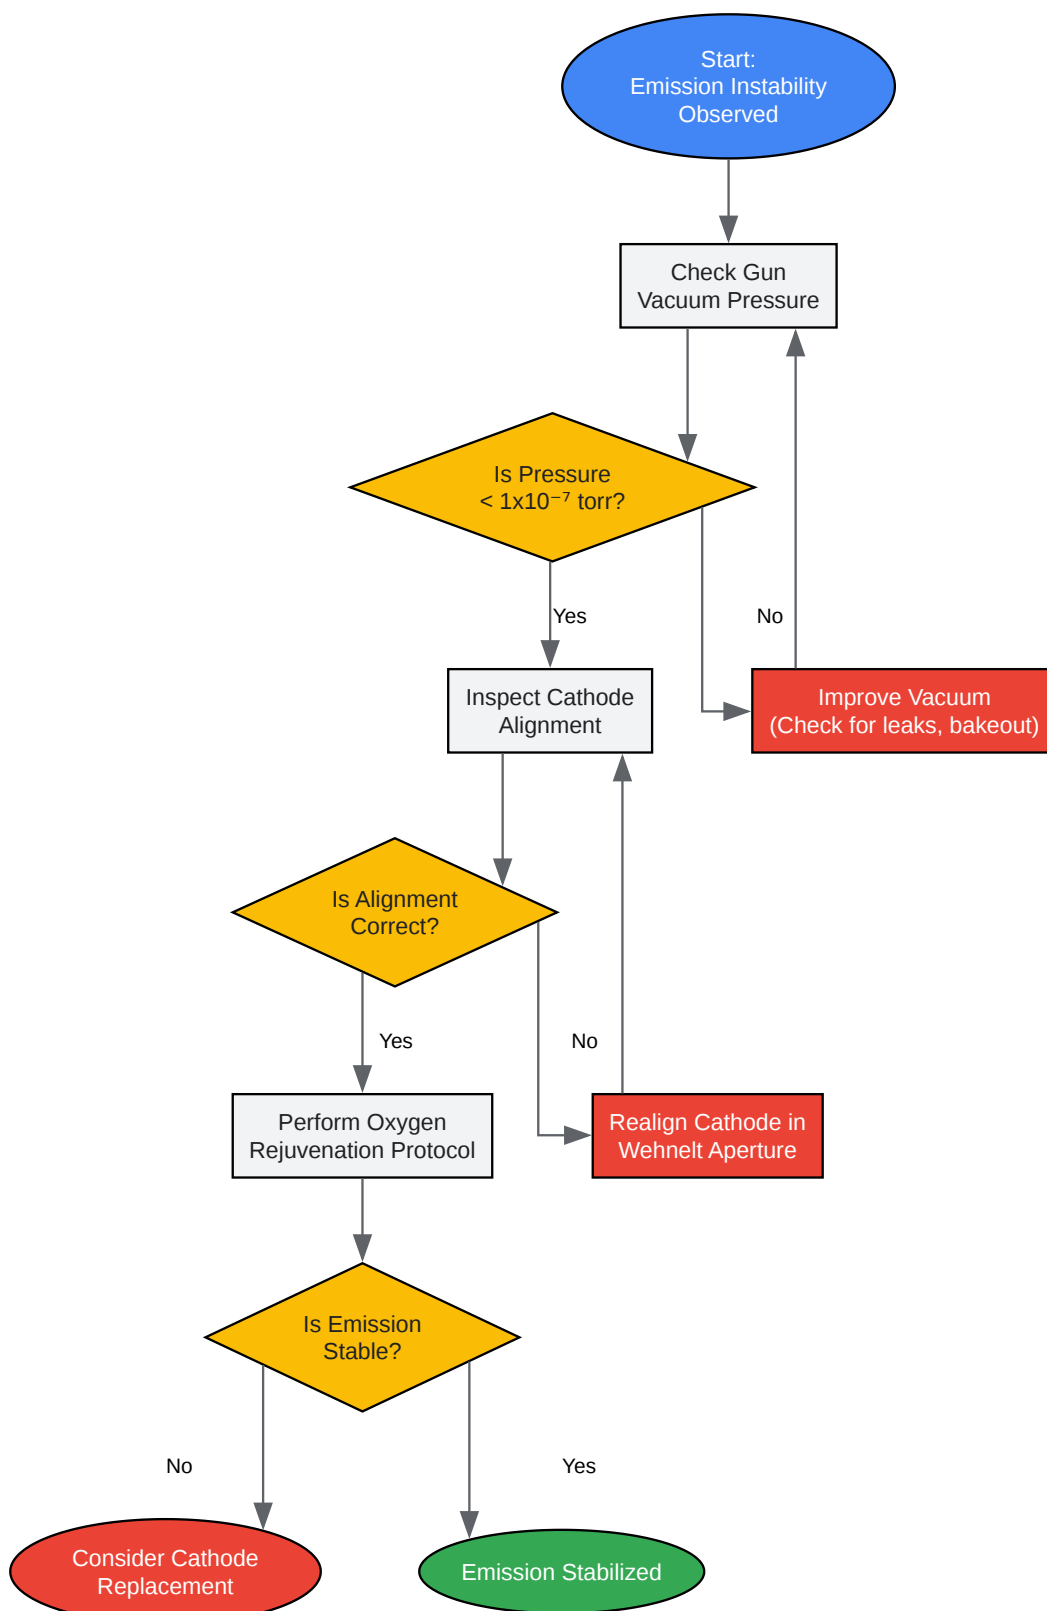 Start:
Emission Instability
Observed
Check Gun
Vacuum Pressure
Is Pressure
< 1x10⁻⁷ torr?
Yes
No
Inspect Cathode
Alignment
Improve Vacuum
(Check for leaks, bakeout)
Is Alignment
Correct?
Yes
No
Perform Oxygen
Rejuvenation Protocol
Realign Cathode in
Wehnelt Aperture
Is Emission
Stable?
No
Yes
Consider Cathode
Replacement
Emission Stabilized